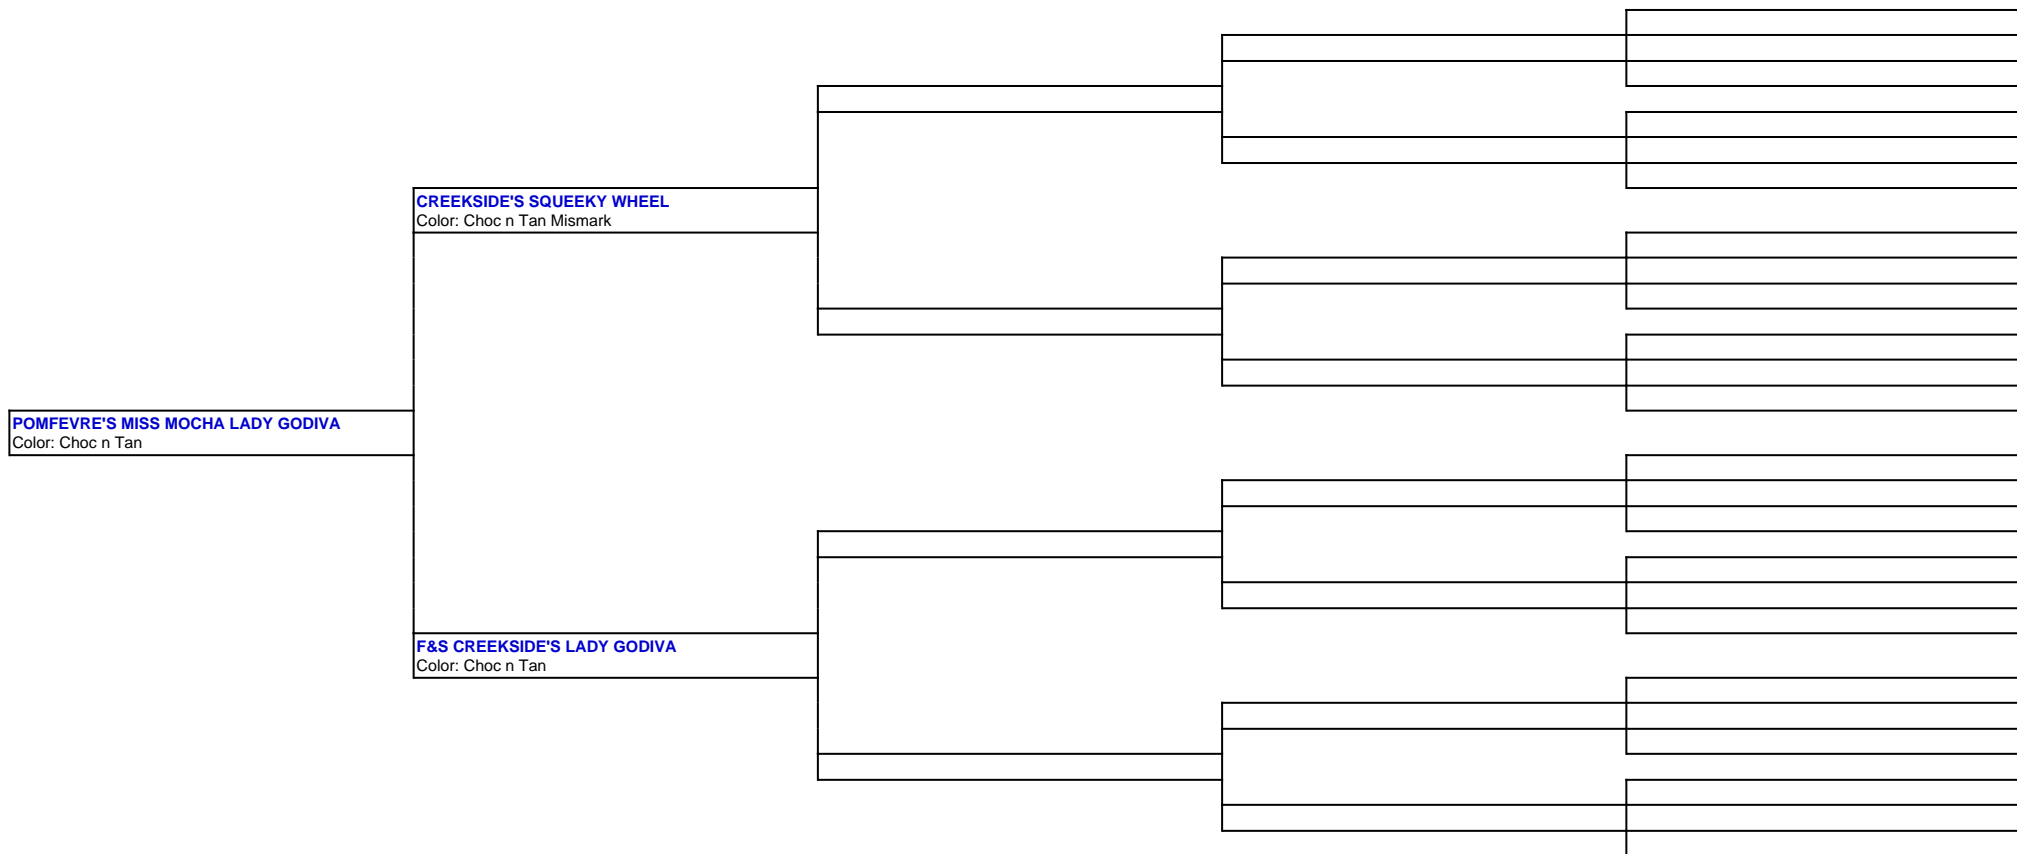 CREEKSIDE'S SQUEEKY WHEEL
Color: Choc n Tan Mismark
POMFEVRE'S MISS MOCHA LADY GODIVA
Color: Choc n Tan
F&S CREEKSIDE'S LADY GODIVA
Color: Choc n Tan